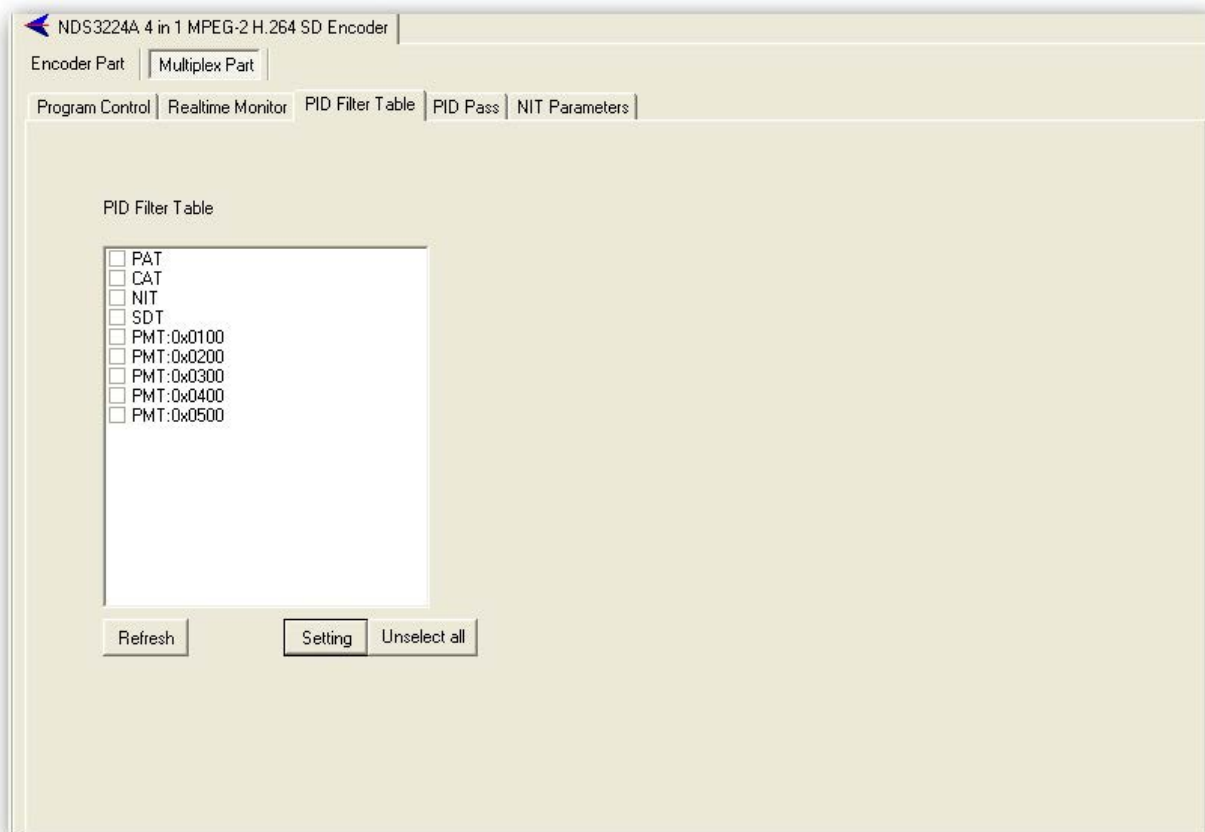 NDS3224A 4 in 1 MPEG-2 H.264 SD Encoder
Encoder Part Multiplex Part
Program Control Realtime Monitor PID Filter Table PID Pass NIT Parameters
PID Filter Table
PAT
CAT
NIT
SDT
PMT:0x0100
PMT:0x0200
PMT:0x0300
PMT:0x0400
PMT:0x0500
Refresh Setting Unselect all